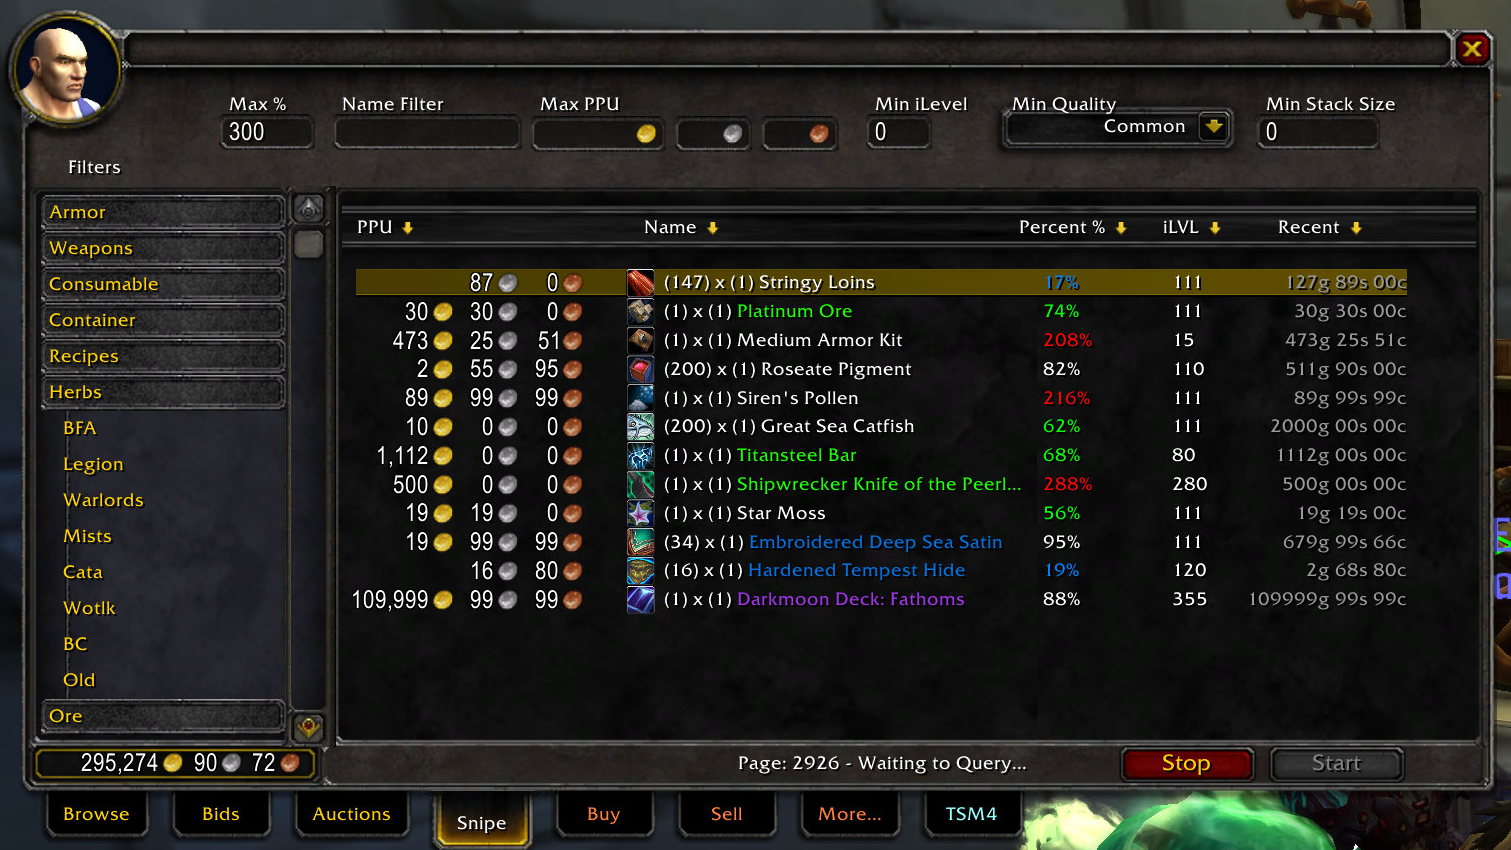 Max % Name Filter Max PPU Min iLevel Min Quality Min Stack Size
300 0 Common 0
Filters
Armor
Weapons
Consumable
Container
Recipes
Herbs
BFA
Legion
Warlords
Mists
Cata
Wotlk
BC
Old
Ore
PPU Name Percent % iLVL Recent
87 0 (147) x (1) Stringy Loins 17% 111 127g 89s 00c
30 30 0 (1) x (1) Platinum Ore 74% 111 30g 30s 00c
473 25 51 (1) x (1) Medium Armor Kit 208% 15 473g 25s 51c
2 55 95 (200) x (1) Roseate Pigment 82% 110 511g 90s 00c
89 99 99 (1) x (1) Siren's Pollen 216% 111 89g 99s 99c
10 0 0 (200) x (1) Great Sea Catfish 62% 111 2000g 00s 00c
1,112 0 0 (1) x (1) Titansteel Bar 68% 80 1112g 00s 00c
500 0 0 (1) x (1) Shipwrecker Knife of the Peerl... 288% 280 500g 00s 00c
19 19 0 (1) x (1) Star Moss 56% 111 19g 19s 00c
19 99 99 (34) x (1) Embroidered Deep Sea Satin 95% 111 679g 99s 66c
16 80 (16) x (1) Hardened Tempest Hide 19% 120 2g 68s 80c
109,999 99 99 (1) x (1) Darkmoon Deck: Fathoms 88% 355 109999g 99s 99c
295,274 90 72 Page: 2926 - Waiting to Query... Stop Start
Browse Bids Auctions Snipe Buy Sell More... TSM4